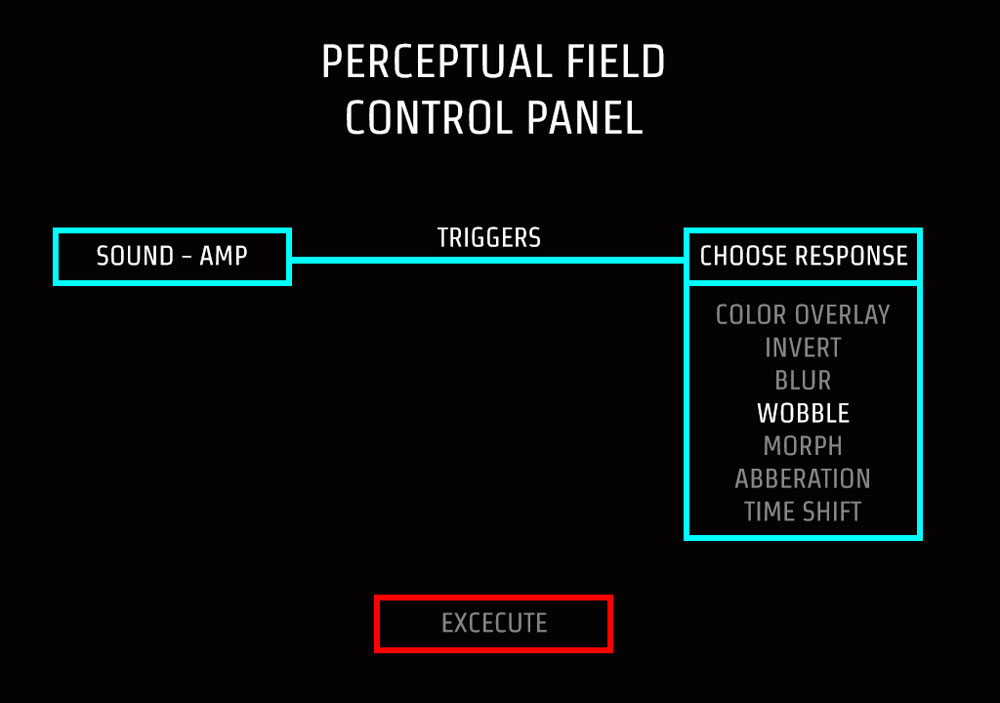 PERCEPTUAL FIELD
CONTROL PANEL
SOUND – AMP
TRIGGERS
CHOOSE RESPONSE
COLOR OVERLAY
INVERT
BLUR
WOBBLE
MORPH
ABBERATION
TIME SHIFT
EXCECUTE